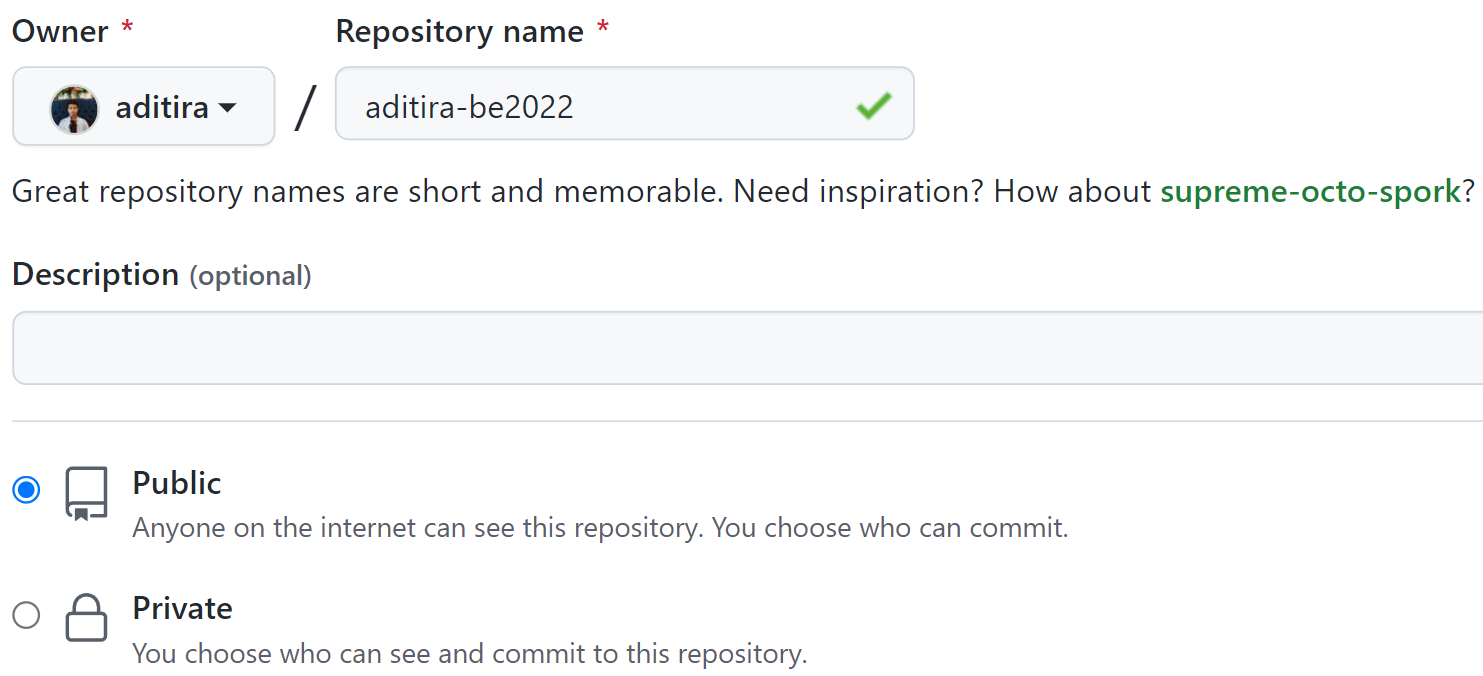 Owner * Repository name *
aditira / aditira-be2022
Great repository names are short and memorable. Need inspiration? How about supreme-octo-spork?
Description (optional)
Public
Anyone on the internet can see this repository. You choose who can commit.
Private
You choose who can see and commit to this repository.